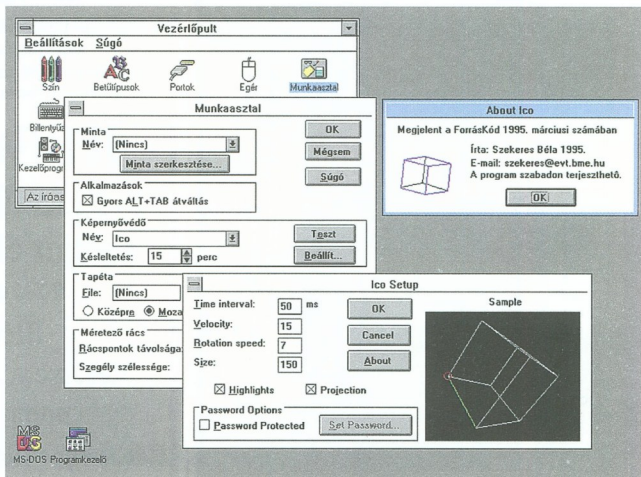 Vezérlőpult
Beállítások Súgó
Szín Betűtípusok Portok Egér Munkaasztal
Billentyűz
Kezelőprogra
Az íróas
Munkaasztal
Minta
Név: (Nincs)
Minta szerkesztése...
OK
Mégsem
Súgó
Alkalmazások
Gyors ALT+TAB átváltás
Képernyővédő
Név: Ico
Teszt
Késleltetés: 15 perc
Beállít...
Tapéta
File: (Nincs)
Középre Moza
Méretező rács
Rácspontok távolsága:
Szegély szélessége:
About Ico
Megjelent a ForrásKód 1995. márciusi számában
Írta: Szekeres Béla 1995.
E-mail: szekeres@evt.bme.hu
A program szabadon terjeszthető.
OK
Ico Setup
Time interval: 50 ms
Velocity: 15
Rotation speed: 7
Size: 150
OK
Cancel
About
Sample
Highlights Projection
Password Options
Password Protected Set Password...
MS-DOS Programkezelő